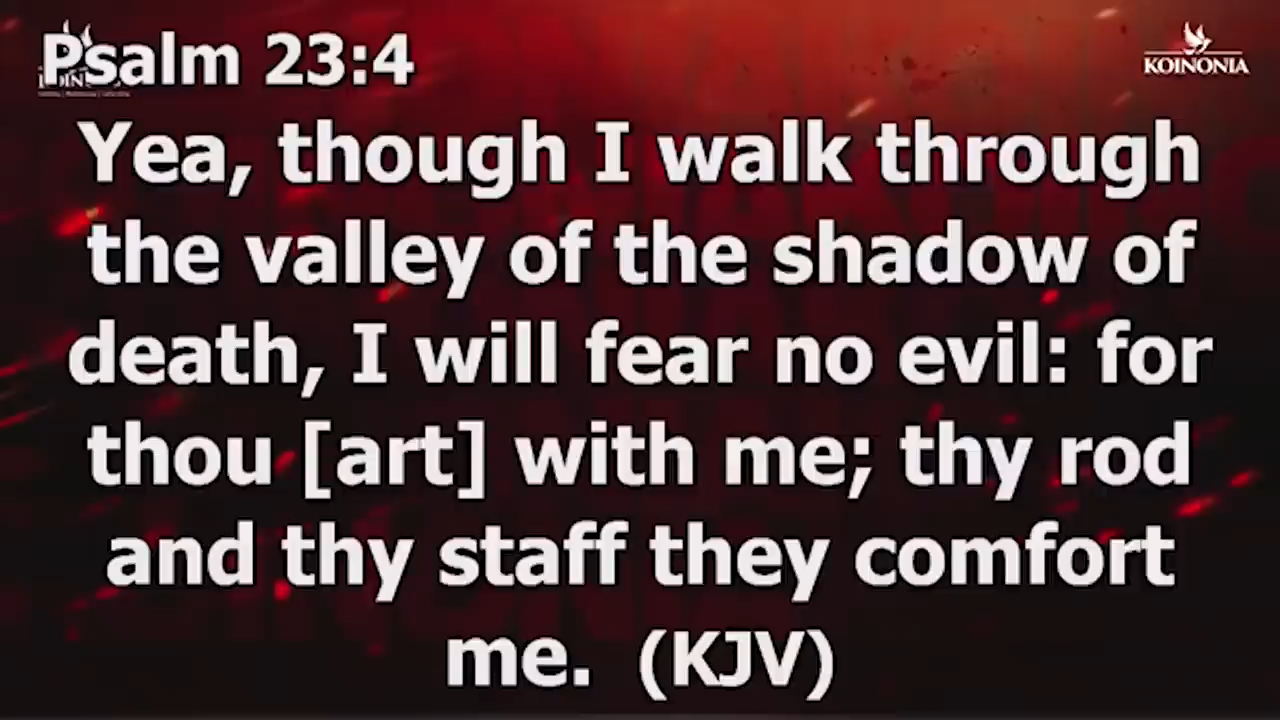 Psalm 23:4
KOINONIA
Yea, though I walk through
the valley of the shadow of
death, I will fear no evil: for
thou [art] with me; thy rod
and thy staff they comfort
me. (KJV)